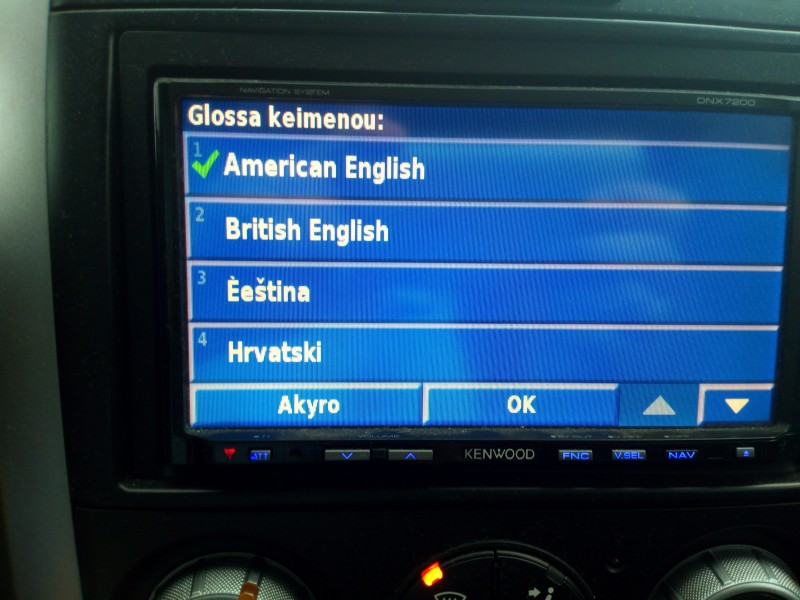 NAVIGATION SYSTEM
DNX7200
Glossa keimenou:
1 American English
2 British English
3 Èeština
4 Hrvatski
Akyro OK
VOLUME
ATT KENWOOD FNC V.SEL NAV